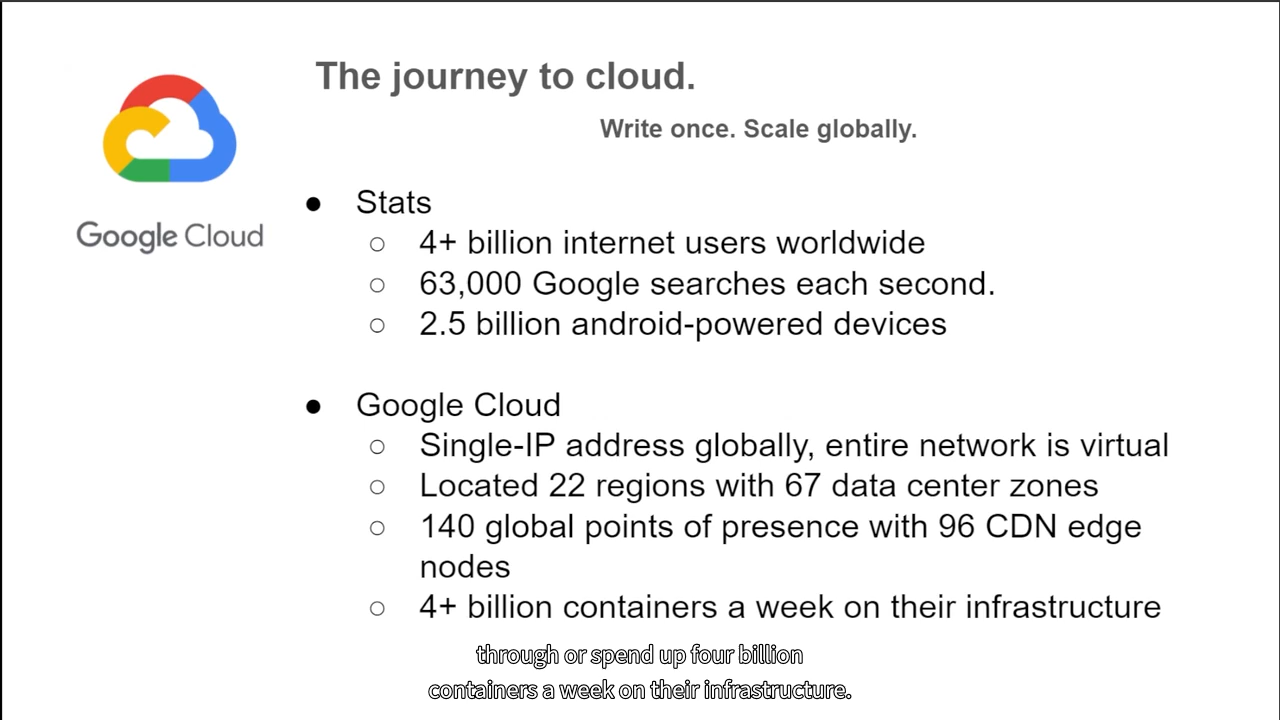 The journey to cloud.
Write once. Scale globally.
Google Cloud
● Stats
○ 4+ billion internet users worldwide
○ 63,000 Google searches each second.
○ 2.5 billion android-powered devices
● Google Cloud
○ Single-IP address globally, entire network is virtual
○ Located 22 regions with 67 data center zones
○ 140 global points of presence with 96 CDN edge
nodes
○ 4+ billion containers a week on their infrastructure
through or spend up four billion
containers a week on their infrastructure.